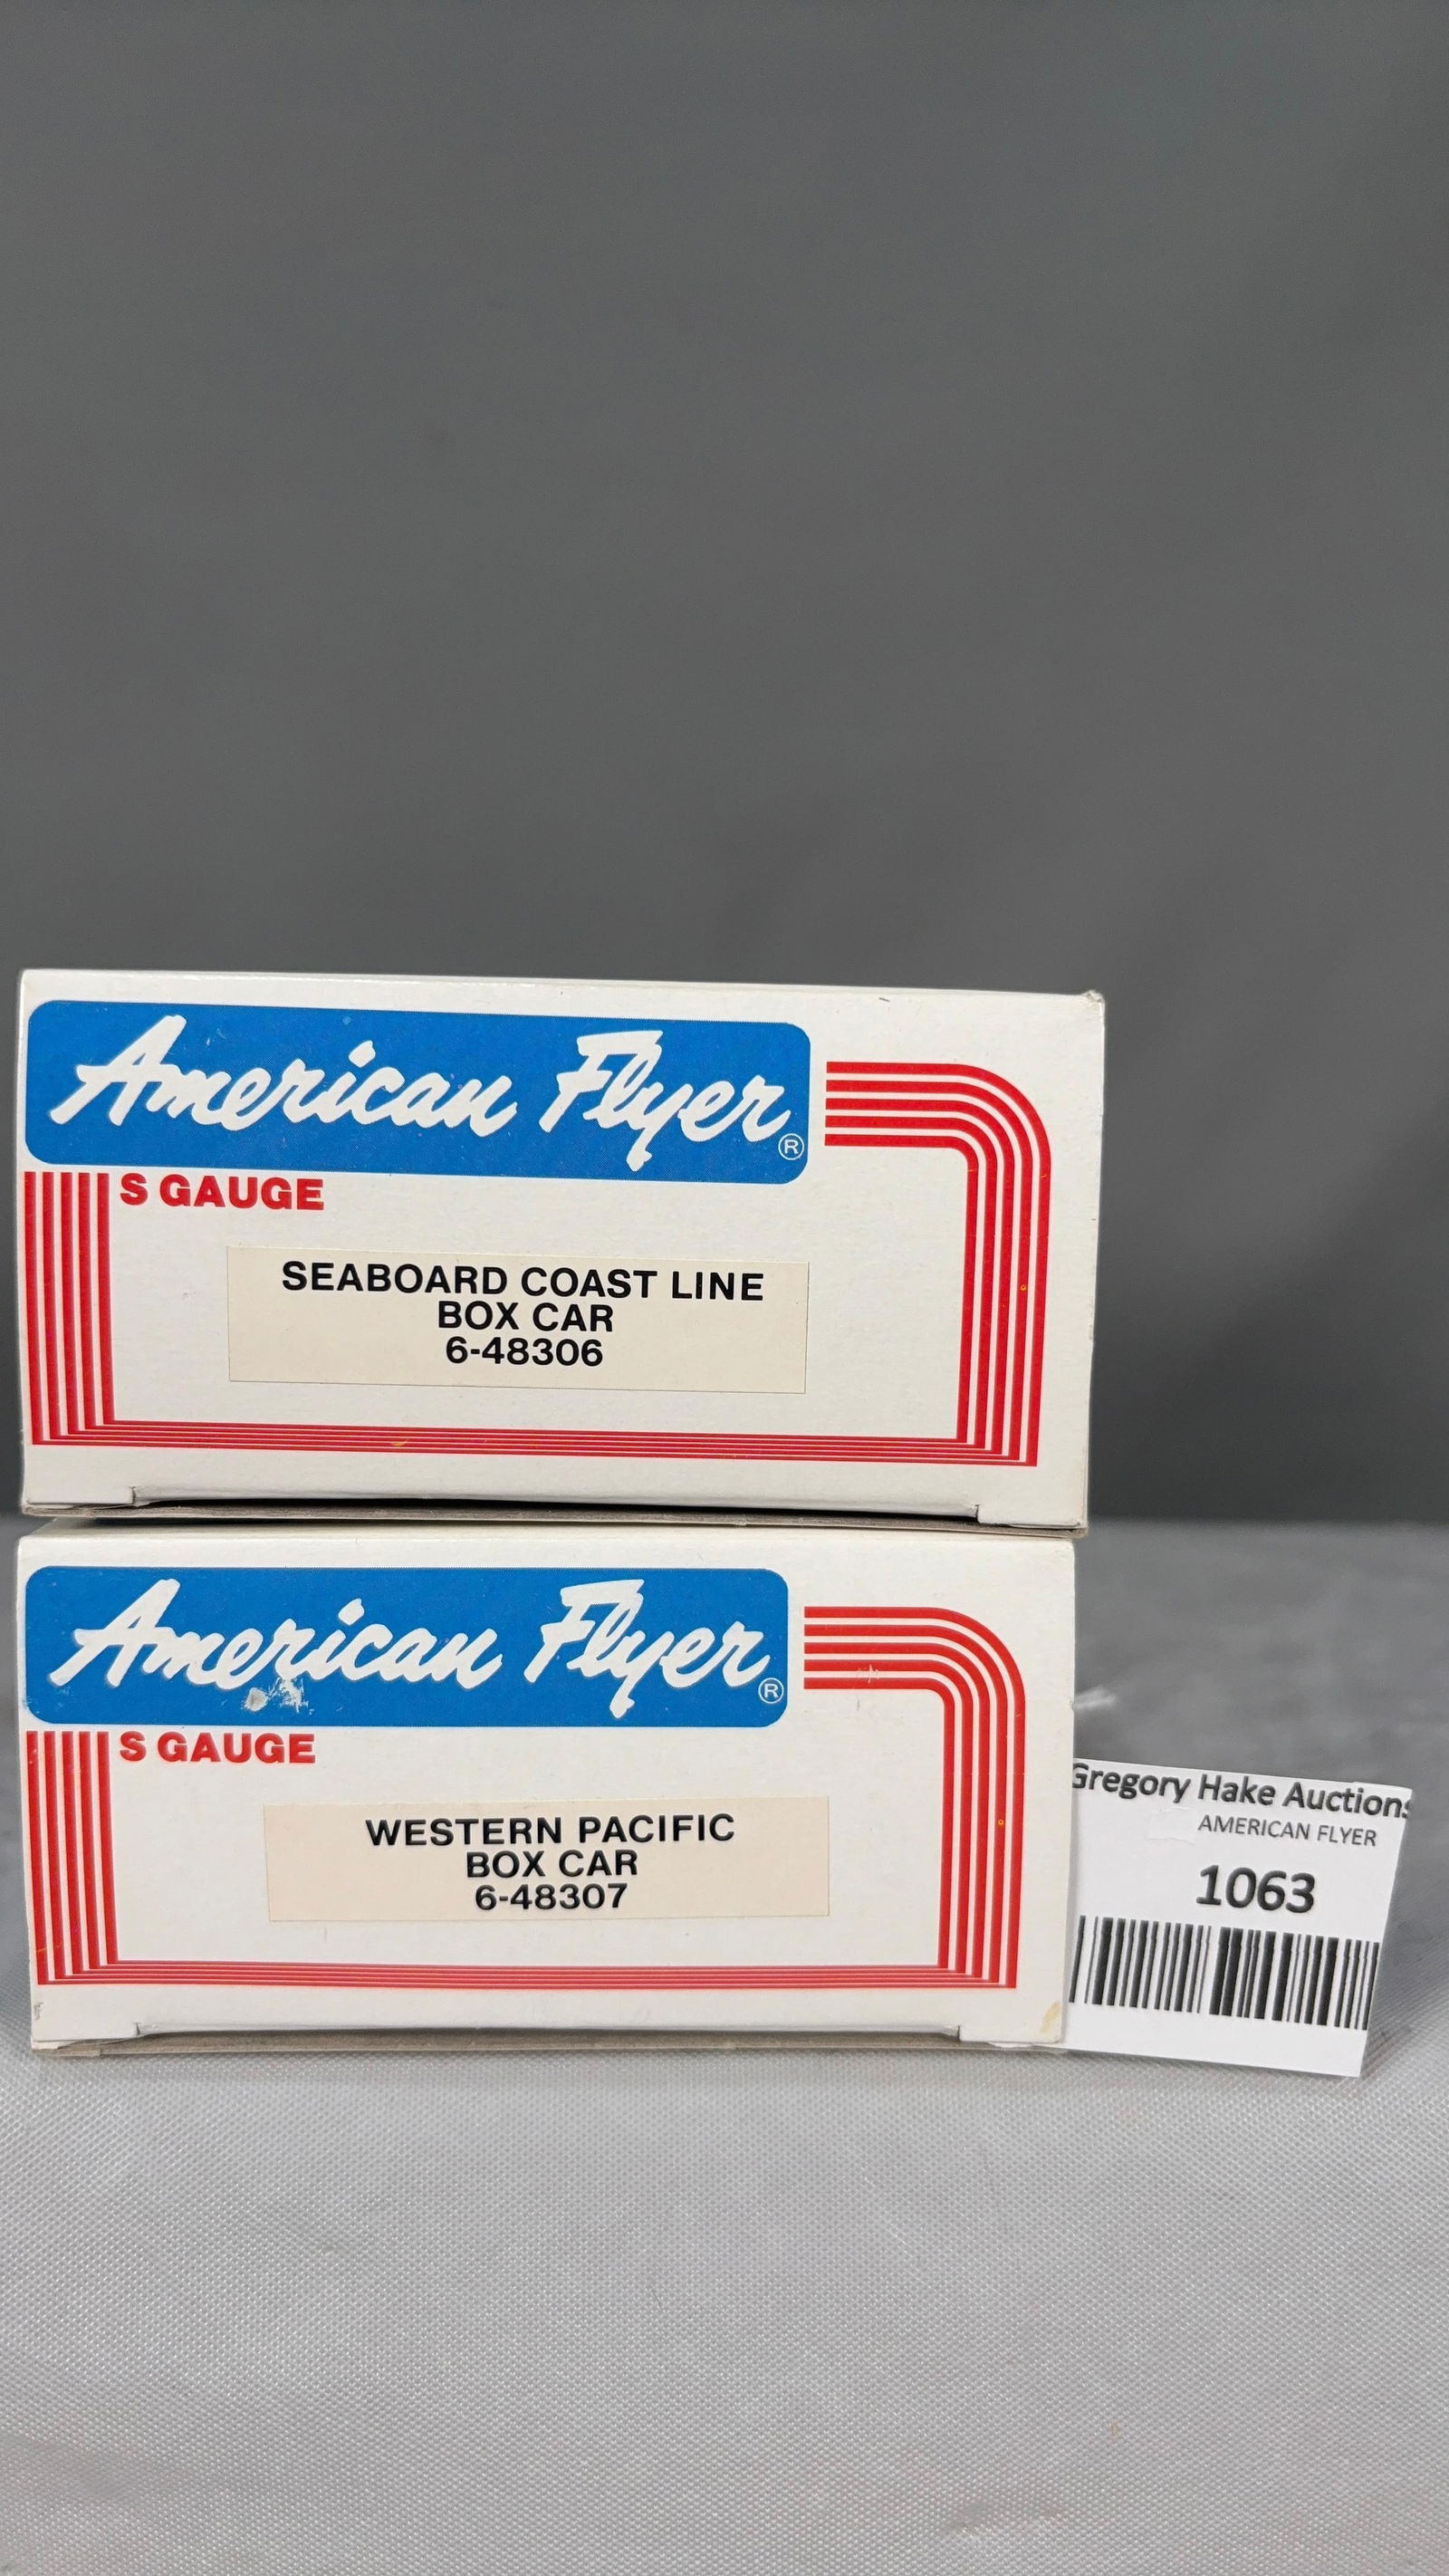 American Flyer®
S GAUGE
SEABOARD COAST LINE
BOX CAR
6-48306
American Flyer®
S GAUGE
WESTERN PACIFIC
BOX CAR
6-48307
Gregory Hake Auctions
AMERICAN FLYER
1063